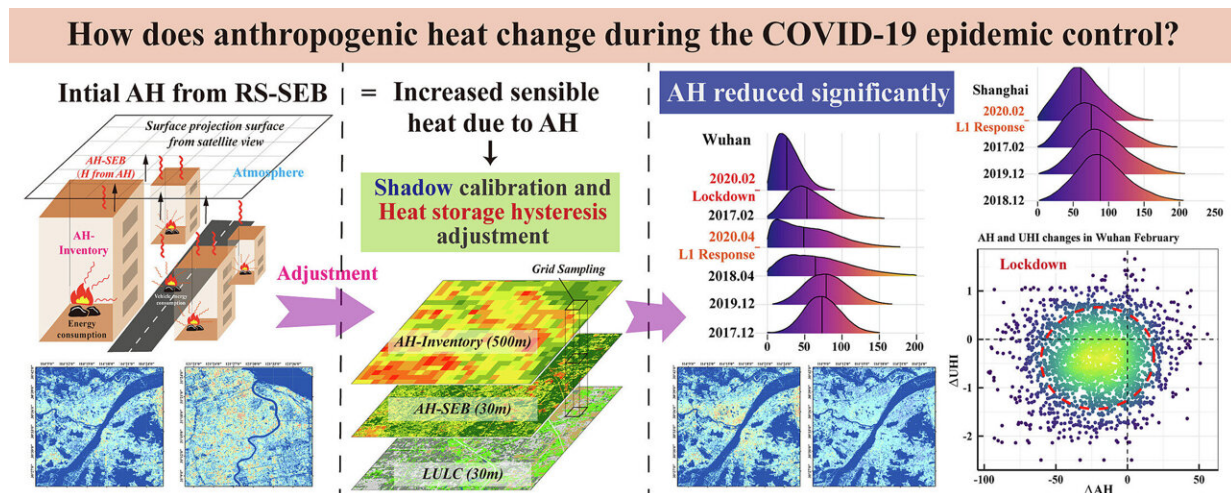 How does anthropogenic heat change during the COVID-19 epidemic control?
Intial AH from RS-SEB
Surface projection surface
from satellite view
AH-SEB
(H from AH)
Atmosphere
AH-Inventory
Energy
consumption
Vehicle energy
consumption
Adjustment
= Increased sensible
heat due to AH
Shadow calibration and
Heat storage hysteresis
adjustment
Grid Sampling
AH-Inventory (500m)
AH-SEB (30m)
LULC (30m)
AH reduced significantly
Wuhan
2020.02
Lockdown
2017.02
2020.04
L1 Response
2018.04
2019.12
2017.12
0 50 100 150 200
Shanghai
2020.02
L1 Response
2017.02
2019.12
2018.12
0 50 100 150 200 250
AH and UHI changes in Wuhan February
Lockdown
ΔUHI
1
0
-1
-2
-100 -50 0 50
ΔAH